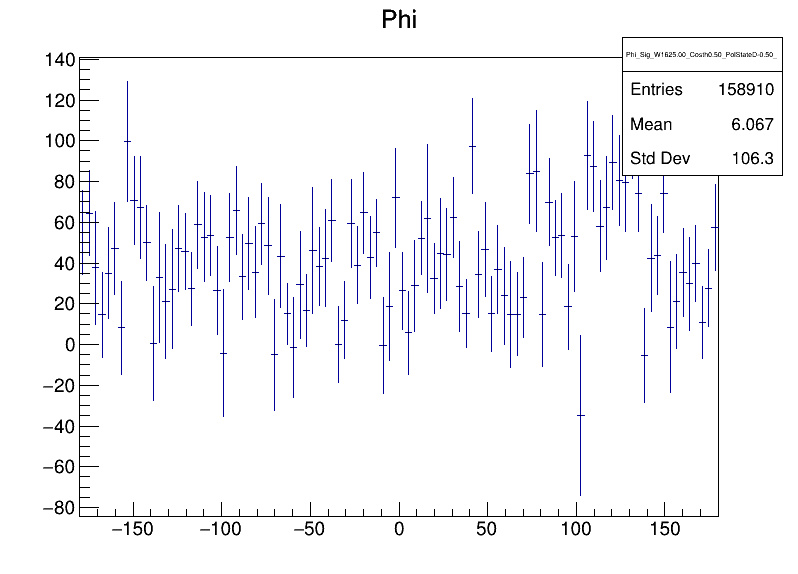 Phi
Phi_Sig_W1625.00_Costh0.50_PolStateD-0.50_
Entries 158910
Mean 6.067
Std Dev 106.3
140
120
100
80
60
40
20
0
−20
−40
−60
−80
−150 −100 −50 0 50 100 150